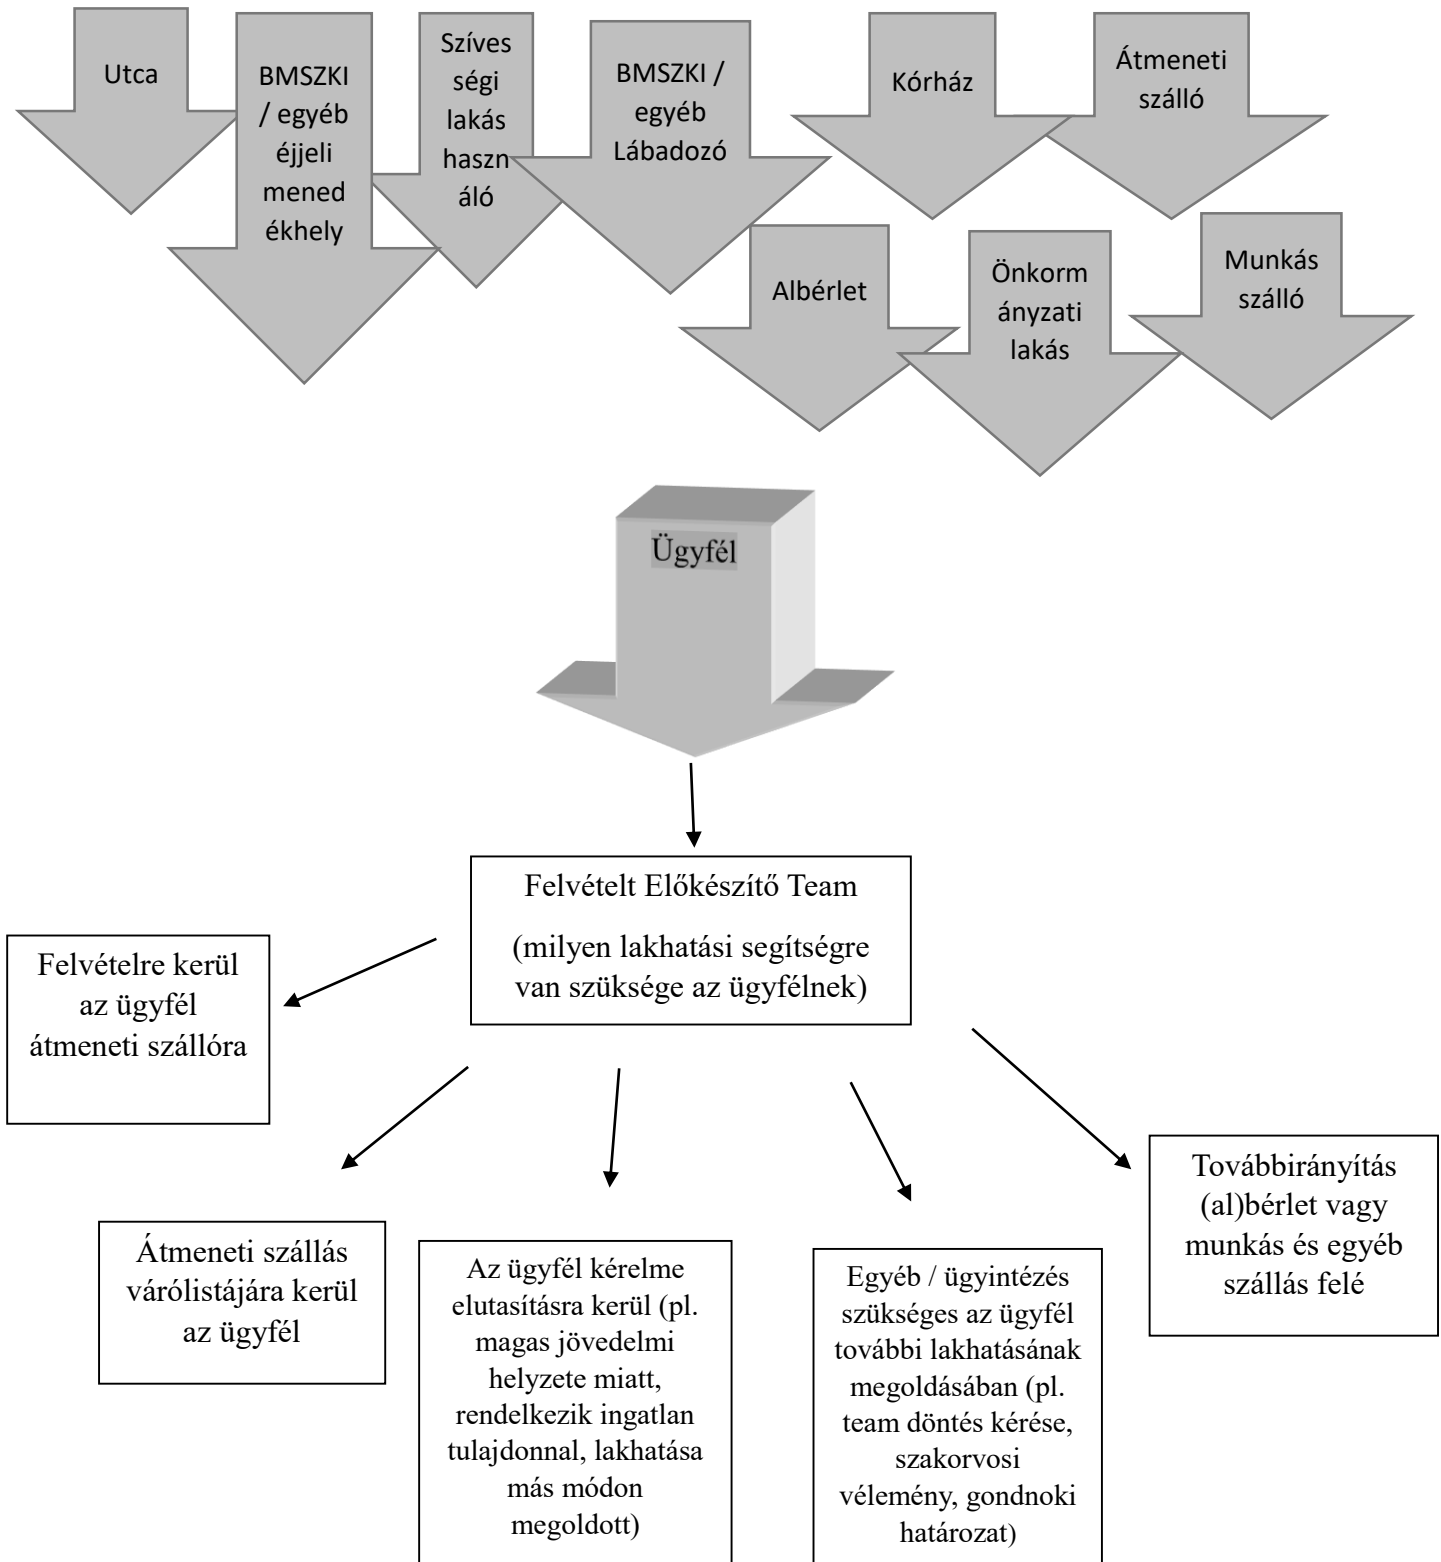 Utca
BMSZKI
/ egyéb
éjjeli
mened
ékhely
Szíves
ségi
lakás
haszn
áló
BMSZKI /
egyéb
Lábadozó
Kórház
Átmeneti
szálló
Albérlet
Önkorm
ányzati
lakás
Munkás
szálló
Ügyfél
Felvételt Előkészítő Team
(milyen lakhatási segítségre
van szüksége az ügyfélnek)
Felvételre kerül
az ügyfél
átmeneti szállóra
Átmeneti szállás
várólistájára kerül
az ügyfél
Az ügyfél kérelme
elutasításra kerül (pl.
magas jövedelmi
helyzete miatt,
rendelkezik ingatlan
tulajdonnal, lakhatása
más módon
megoldott)
Egyéb / ügyintézés
szükséges az ügyfél
további lakhatásának
megoldásában (pl.
team döntés kérése,
szakorvosi
vélemény, gondnoki
határozat)
Továbbirányítás
(al)bérlet vagy
munkás és egyéb
szállás felé